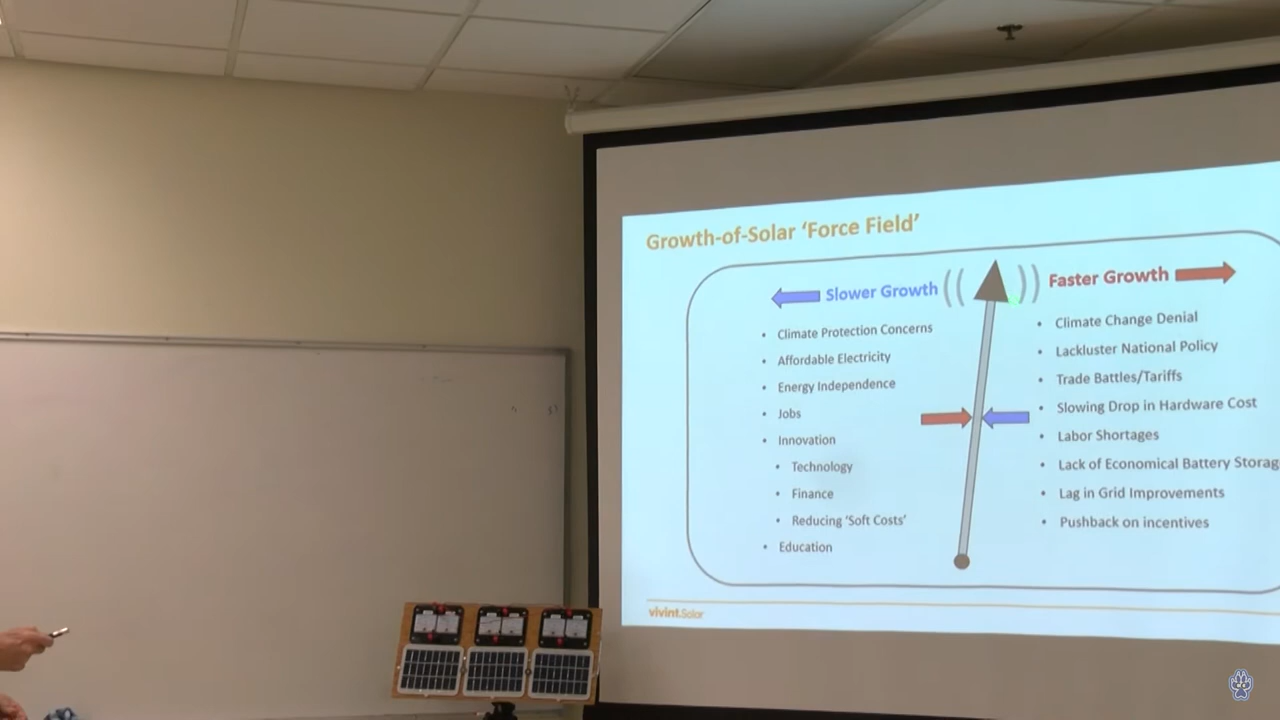 Growth-of-Solar ‘Force Field’
Slower Growth
Faster Growth
• Climate Protection Concerns
• Affordable Electricity
• Energy Independence
• Jobs
• Innovation
• Technology
• Finance
• Reducing ‘Soft Costs’
• Education
• Climate Change Denial
• Lackluster National Policy
• Trade Battles/Tariffs
• Slowing Drop in Hardware Cost
• Labor Shortages
• Lack of Economical Battery Storag
• Lag in Grid Improvements
• Pushback on incentives
vivint.Solar